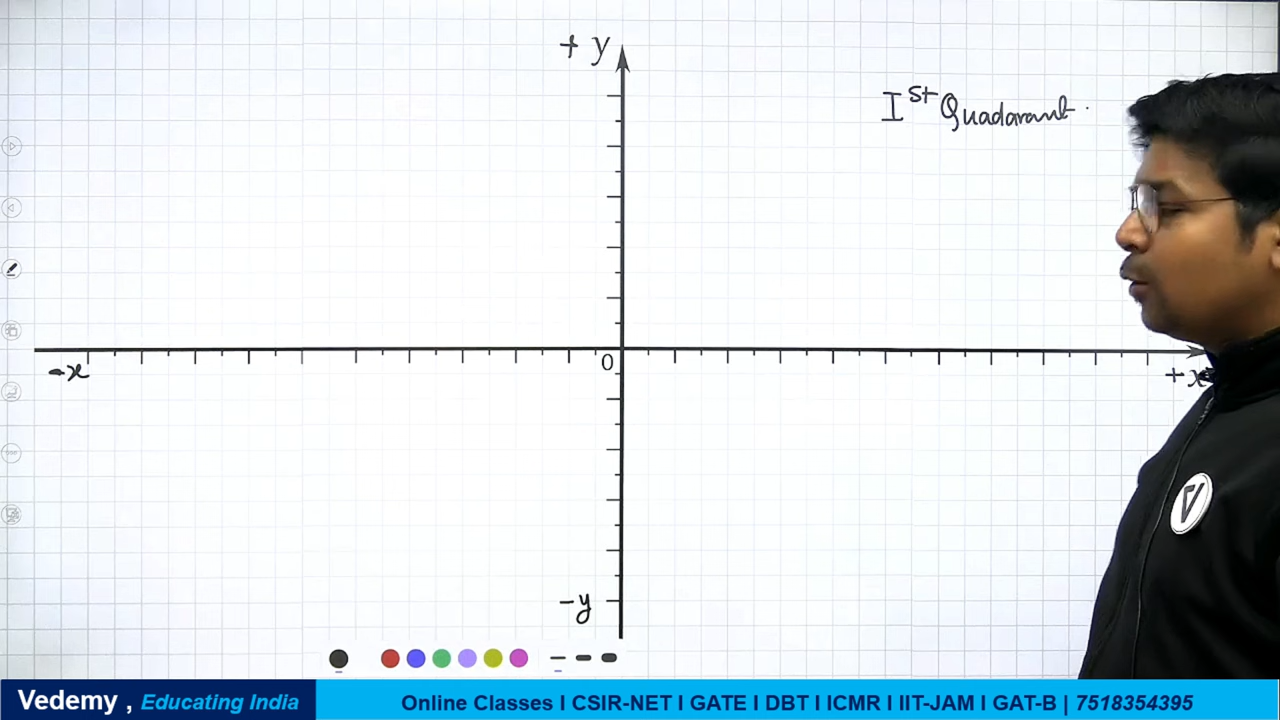 + y
Ist Quadarant.
-x
0
+x
-y
Vedemy , Educating India
Online Classes I CSIR-NET I GATE I DBT I ICMR I IIT-JAM I GAT-B | 7518354395